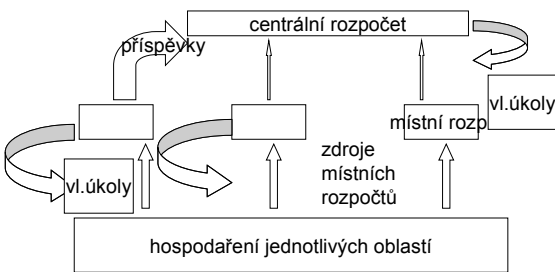 centrální rozpočet
příspěvky
vl.úkoly
místní rozp
zdroje
místních
rozpočtů
vl.úkoly
hospodaření jednotlivých oblastí